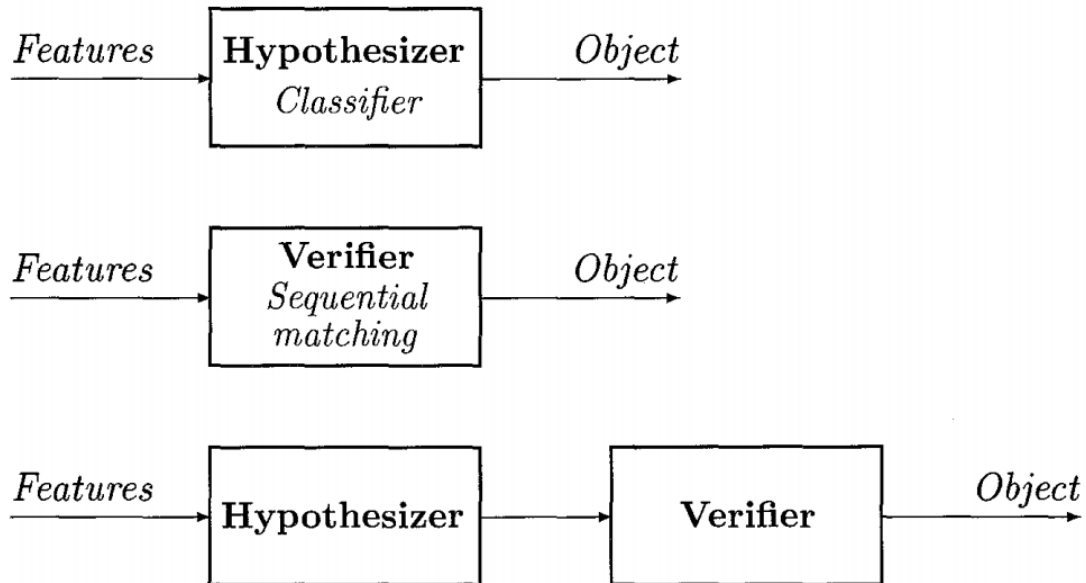 Features
Hypothesizer
Classifier
Object
Features
Verifier
Sequential
matching
Object
Features
Hypothesizer
Verifier
Object